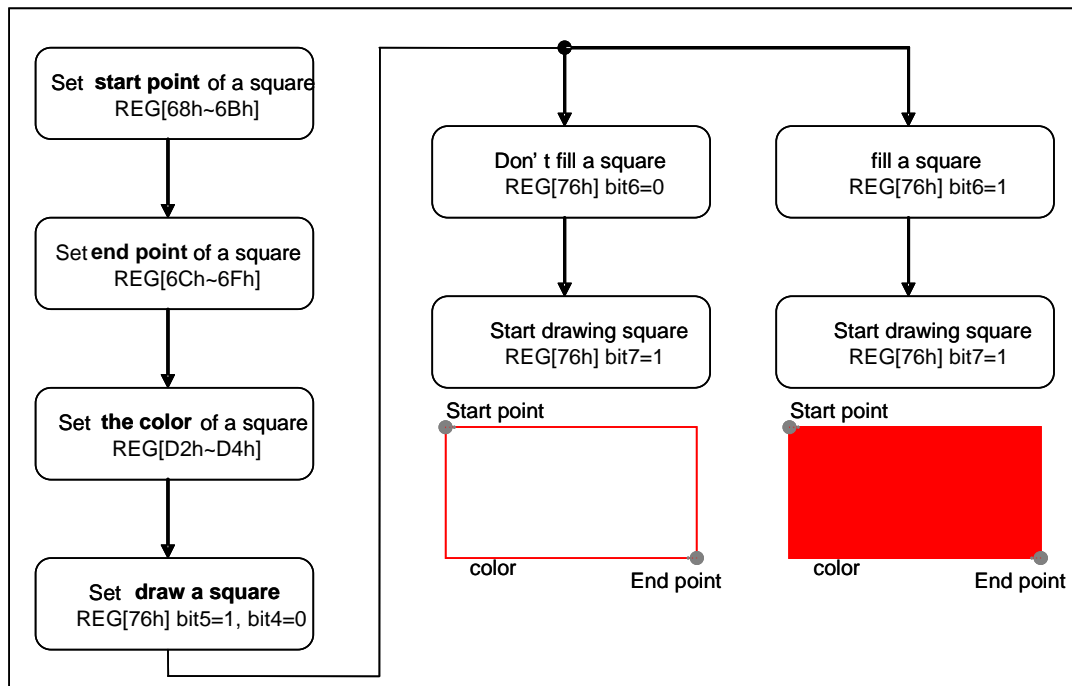 Set start point of a square
REG[68h~6Bh]
Set end point of a square
REG[6Ch~6Fh]
Set the color of a square
REG[D2h~D4h]
Set draw a square
REG[76h] bit5=1, bit4=0
Don't fill a square
REG[76h] bit6=0
Start drawing square
REG[76h] bit7=1
Start point
color
End point
fill a square
REG[76h] bit6=1
Start drawing square
REG[76h] bit7=1
Start point
color
End point